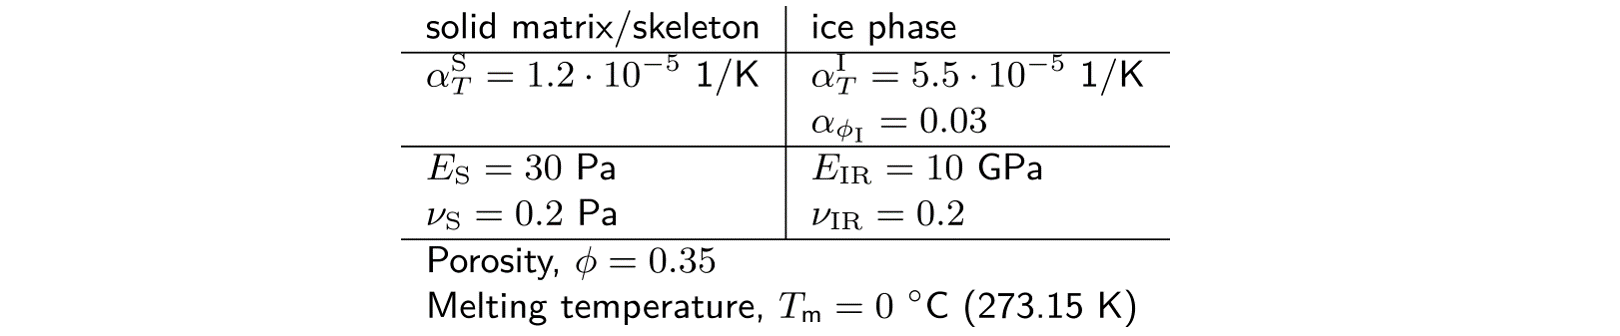 solid matrix/skeleton | ice phase
α_T^S = 1.2 · 10^−5 1/K | α_T^I = 5.5 · 10^−5 1/K
α_ϕI = 0.03
E_S = 30 Pa | E_IR = 10 GPa
ν_S = 0.2 Pa | ν_IR = 0.2
Porosity, ϕ = 0.35
Melting temperature, T_m = 0 °C (273.15 K)